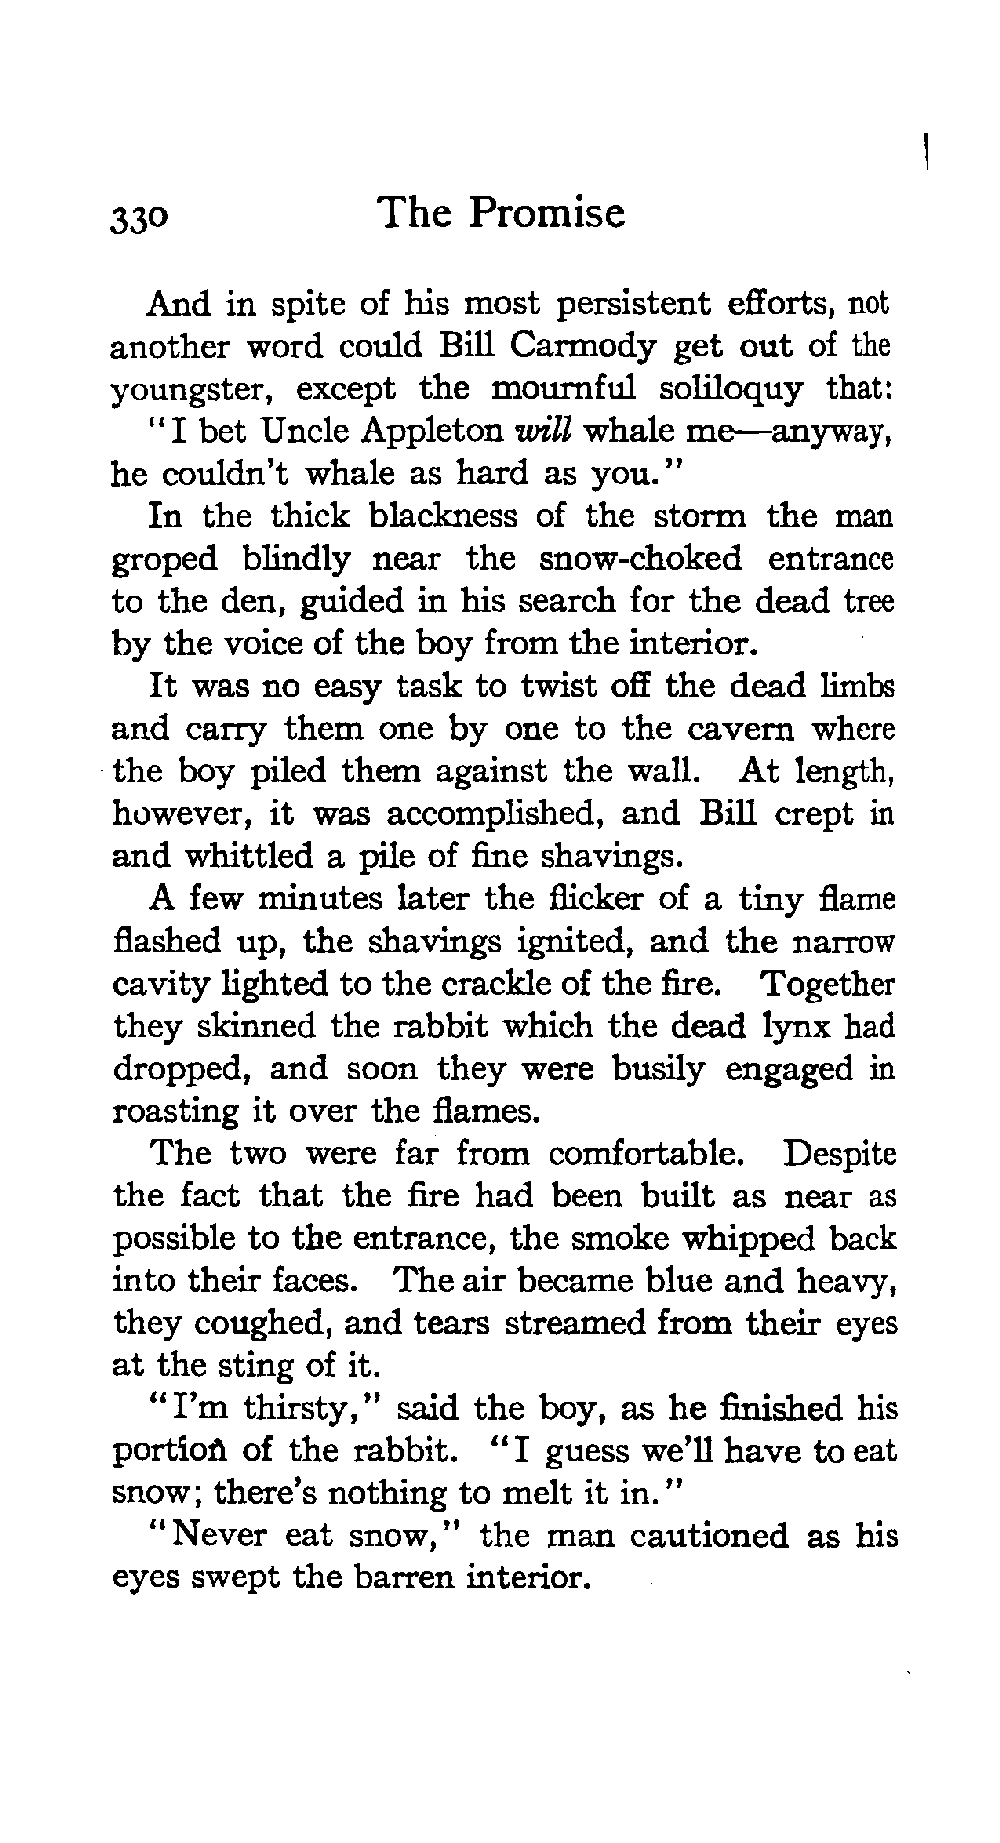 330 The Promise
And in spite of his most persistent efforts, not
another word could Bill Carmody get out of the
youngster, except the mournful soliloquy that:
"I bet Uncle Appleton will whale me—anyway,
he couldn't whale as hard as you."
In the thick blackness of the storm the man
groped blindly near the snow-choked entrance
to the den, guided in his search for the dead tree
by the voice of the boy from the interior.
It was no easy task to twist off the dead limbs
and carry them one by one to the cavern where
the boy piled them against the wall. At length,
however, it was accomplished, and Bill crept in
and whittled a pile of fine shavings.
A few minutes later the flicker of a tiny flame
flashed up, the shavings ignited, and the narrow
cavity lighted to the crackle of the fire. Together
they skinned the rabbit which the dead lynx had
dropped, and soon they were busily engaged in
roasting it over the flames.
The two were far from comfortable. Despite
the fact that the fire had been built as near as
possible to the entrance, the smoke whipped back
into their faces. The air became blue and heavy,
they coughed, and tears streamed from their eyes
at the sting of it.
"I'm thirsty," said the boy, as he finished his
portion of the rabbit. "I guess we'll have to eat
snow; there's nothing to melt it in."
"Never eat snow," the man cautioned as his
eyes swept the barren interior.